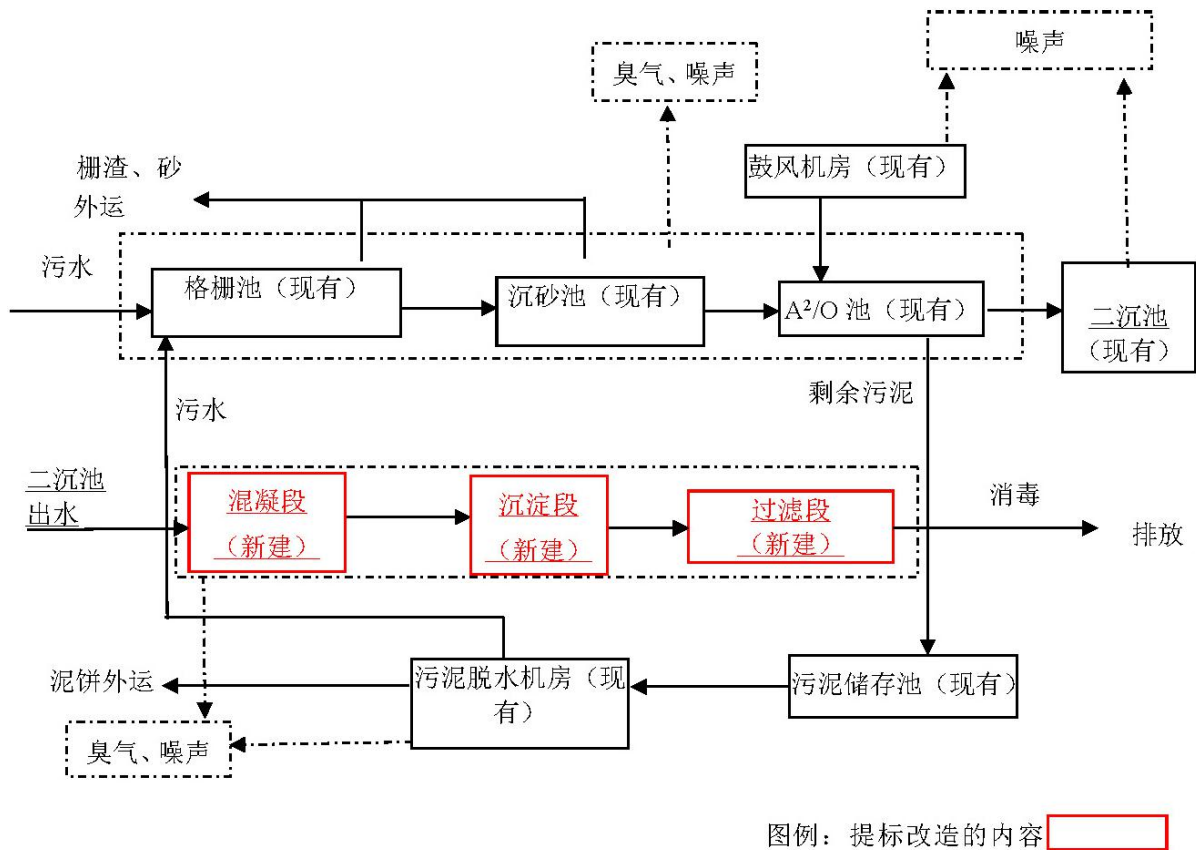 噪声
臭气、噪声
栅渣、砂
外运
鼓风机房（现有）
污水
格栅池（现有）
沉砂池（现有）
A²/O 池（现有）
二沉池
（现有）
污水
剩余污泥
二沉池
出水
混凝段
（新建）
沉淀段
（新建）
过滤段
（新建）
消毒
排放
泥饼外运
污泥脱水机房（现
有）
污泥储存池（现有）
臭气、噪声
图例：提标改造的内容